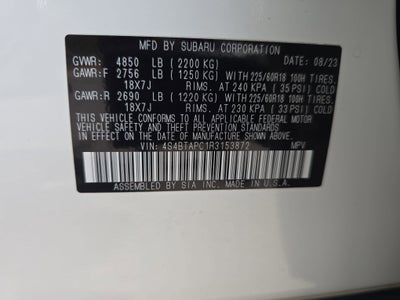 MFD BY SUBARU CORPORATION
GVWR: 4850 LB (2200 KG) DATE: 08/23
GAWR:F 2756 LB (1250 KG) WITH 225/60R18 100H TIRES.
18X7J RIMS. AT 240 KPA ( 35 PSI) COLD
GAWR:R 2690 LB (1220 KG) WITH 225/60R18 100H TIRES.
18X7J RIMS. AT 230 KPA ( 33 PSI) COLD
THIS VEHICLE CONFORMS TO ALL APPLICABLE FEDERAL MOTOR
VEHICLE SAFETY, BUMPER, AND THEFT PREVENTION STANDARDS
IN EFFECT ON THE DATE OF MANUFACTURE SHOWN ABOVE.
VIN: 4S4BTAPC1R3153872 MPV
ASSEMBLED BY SIA INC. MADE IN U.S.A.